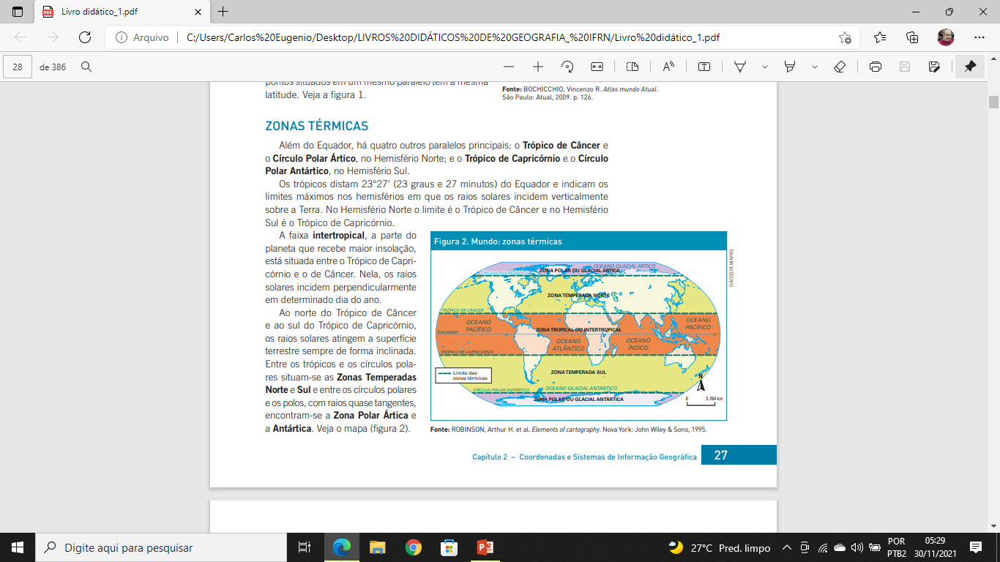 Livro didático_1.pdf
Arquivo
C:/Users/Carlos%20Eugenio/Desktop/LIVROS%20DIDÁTICOS%20DE%20GEOGRAFIA_%20IFRN/Livro%20didático_1.pdf
28 de 386
pontos situados em um mesmo paralelo têm a mesma
latitude. Veja a figura 1.
Fonte: BOCHICCHIO, Vincenzo R. Atlas mundo Atual.
São Paulo: Atual, 2009. p. 126.
ZONAS TÉRMICAS
Além do Equador, há quatro outros paralelos principais: o Trópico de Câncer e
o Círculo Polar Ártico, no Hemisfério Norte; e o Trópico de Capricórnio e o Círculo
Polar Antártico, no Hemisfério Sul.
Os trópicos distam 23°27' (23 graus e 27 minutos) do Equador e indicam os
limites máximos nos hemisférios em que os raios solares incidem verticalmente
sobre a Terra. No Hemisfério Norte o limite é o Trópico de Câncer e no Hemisfério
Sul é o Trópico de Capricórnio.
A faixa intertropical, a parte do
planeta que recebe maior insolação,
está situada entre o Trópico de Capri-
córnio e o de Câncer. Nela, os raios
solares incidem perpendicularmente
em determinado dia do ano.
Ao norte do Trópico de Câncer
e ao sul do Trópico de Capricórnio,
os raios solares atingem a superfície
terrestre sempre de forma inclinada.
Entre os trópicos e os círculos pola-
res situam-se as Zonas Temperadas
Norte e Sul e entre os círculos polares
e os polos, com raios quase tangentes,
encontram-se a Zona Polar Ártica e
a Antártica. Veja o mapa (figura 2).
Figura 2. Mundo: zonas térmicas
OCEANO GLACIAL ÁRTICO
ZONA POLAR OU GLACIAL ÁRTICA
CÍRCULO POLAR ÁRTICO
ZONA TEMPERADA NORTE
TRÓPICO DE CÂNCER
OCEANO
PACÍFICO
OCEANO
PACÍFICO
ZONA TROPICAL OU INTERTROPICAL
EQUADOR
0°
OCEANO
ATLÂNTICO
OCEANO
ÍNDICO
TRÓPICO DE CAPRICÓRNIO
ZONA TEMPERADA SUL
Limite das
zonas térmicas
N
OCEANO GLACIAL ANTÁRTICO
CÍRCULO POLAR ANTÁRTICO
ZONA POLAR OU GLACIAL ANTÁRTICA
0 3.764 km
DACOSTA MAPAS
Fonte: ROBINSON, Arthur H. et al. Elements of cartography. Nova York: John Wiley & Sons, 1995.
Capítulo 2 – Coordenadas e Sistemas de Informação Geográfica 27
Digite aqui para pesquisar
27°C Pred. limpo
POR
PTB2
05:29
30/11/2021